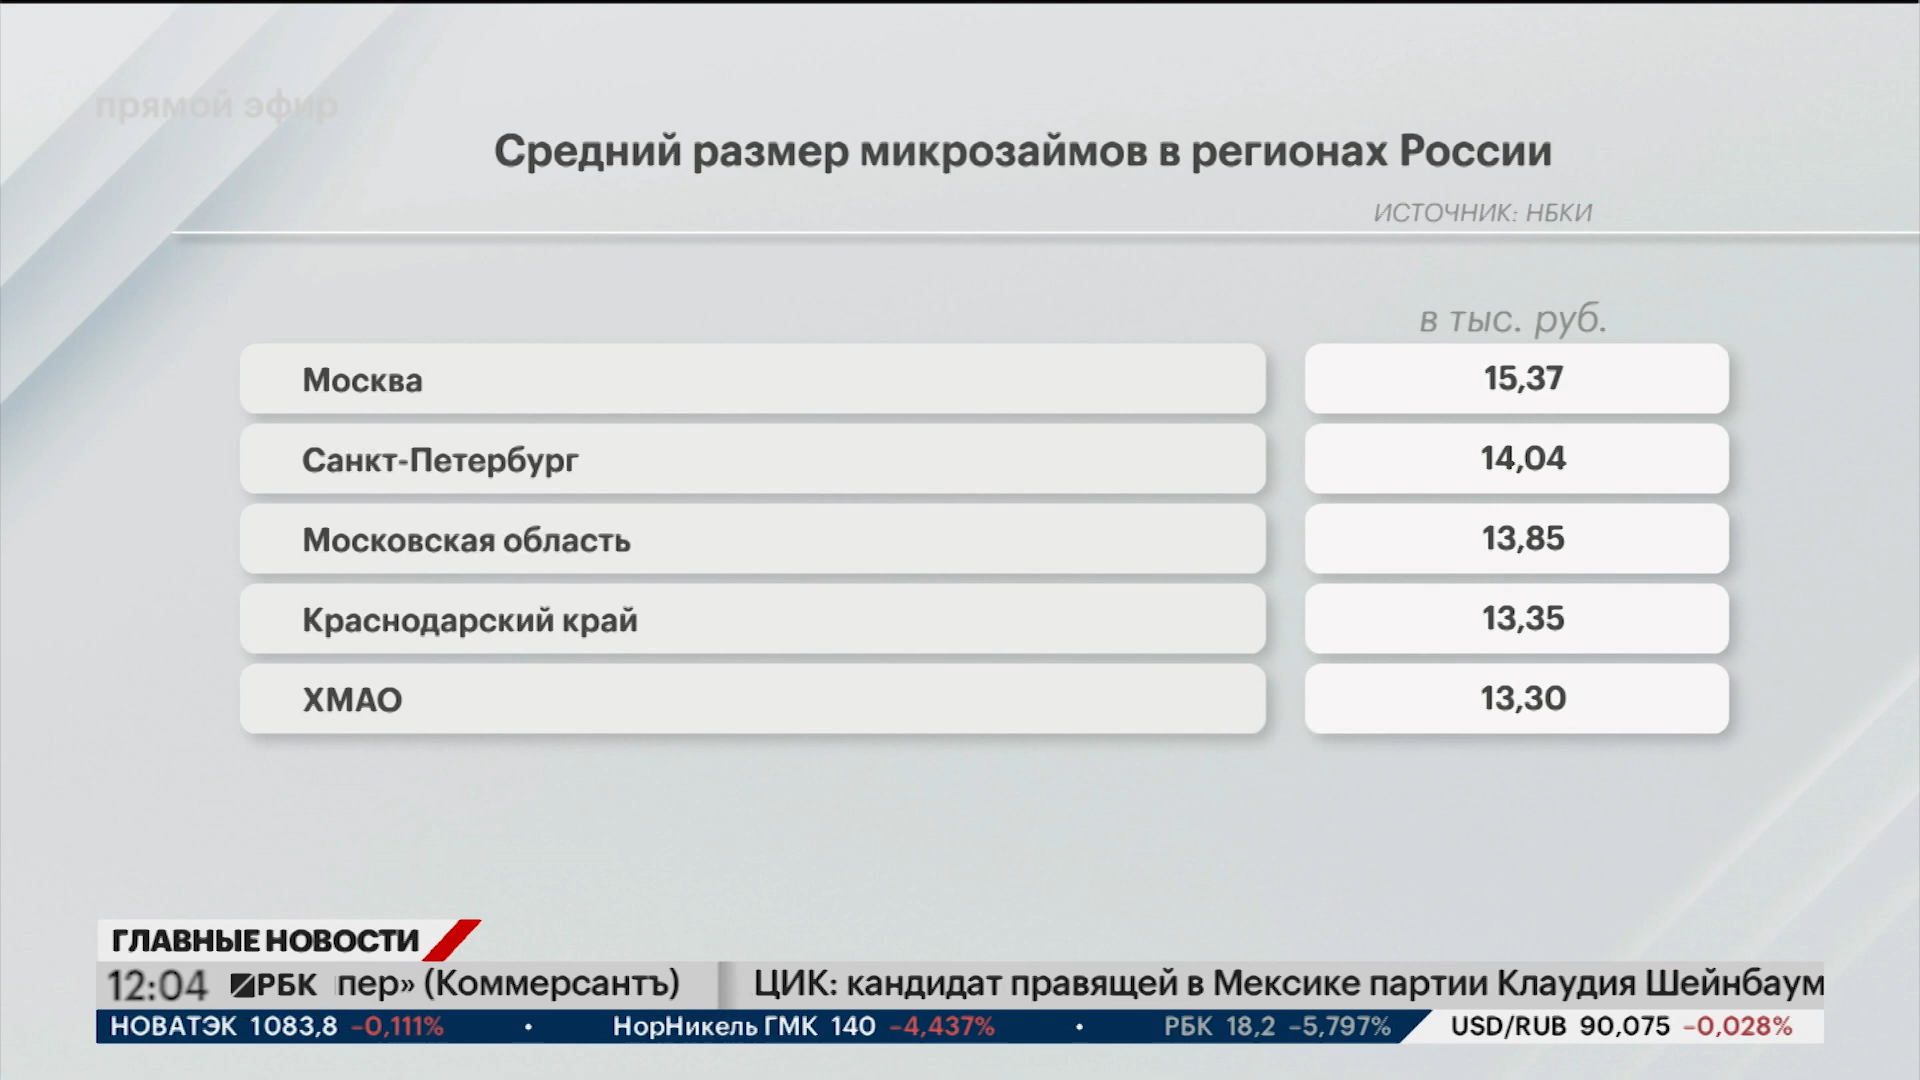 прямой эфир
Средний размер микрозаймов в регионах России
ИСТОЧНИК: НБКИ
в тыс. руб.
Москва 15,37
Санкт-Петербург 14,04
Московская область 13,85
Краснодарский край 13,35
ХМАО 13,30
ГЛАВНЫЕ НОВОСТИ
12:04 РБК пер» (Коммерсантъ) ЦИК: кандидат правящей в Мексике партии Клаудия Шейнбаум
НОВАТЭК 1083,8 -0,111% • НорНикель ГМК 140 -4,437% • РБК 18,2 -5,797% USD/RUB 90,075 -0,028%